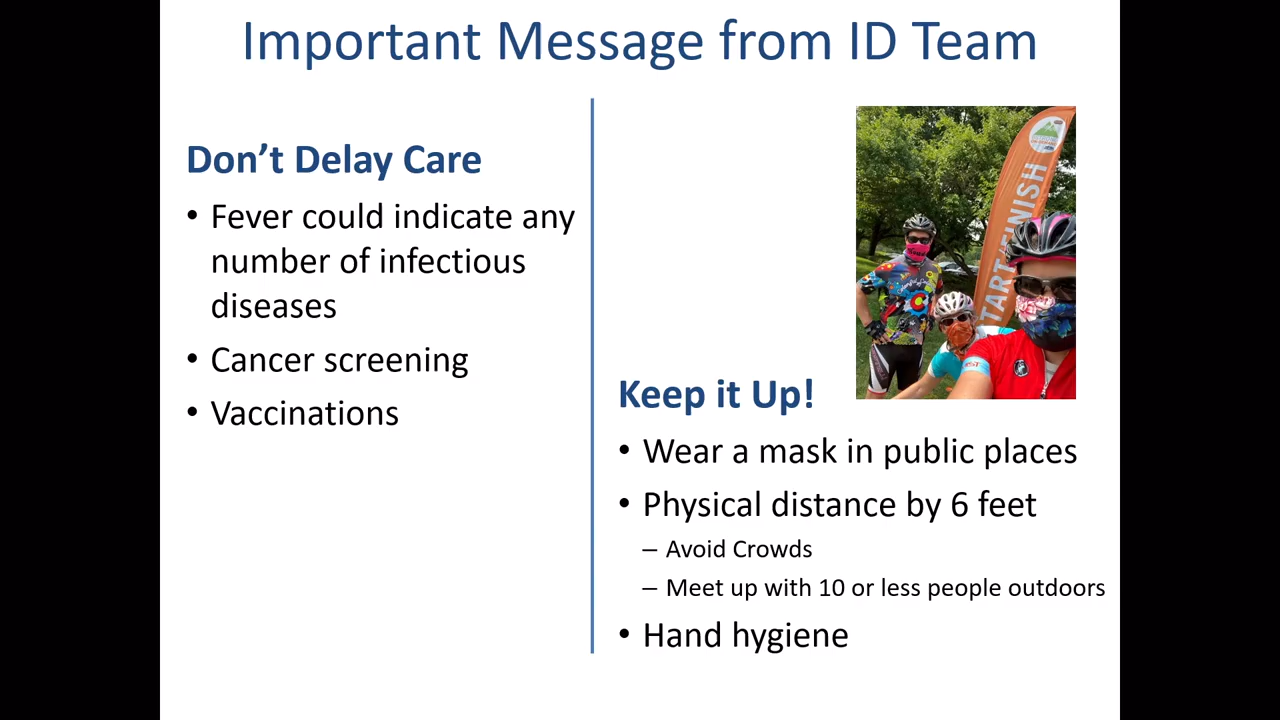 Important Message from ID Team
Don’t Delay Care
• Fever could indicate any
number of infectious
diseases
• Cancer screening
• Vaccinations
START FINISH
Keep it Up!
• Wear a mask in public places
• Physical distance by 6 feet
– Avoid Crowds
– Meet up with 10 or less people outdoors
• Hand hygiene